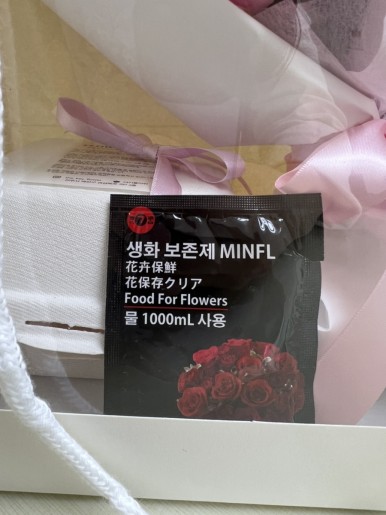 생화 보존제 MINFL
花卉保鮮
花保存クリア
Food For Flowers
물 1000mL 사용